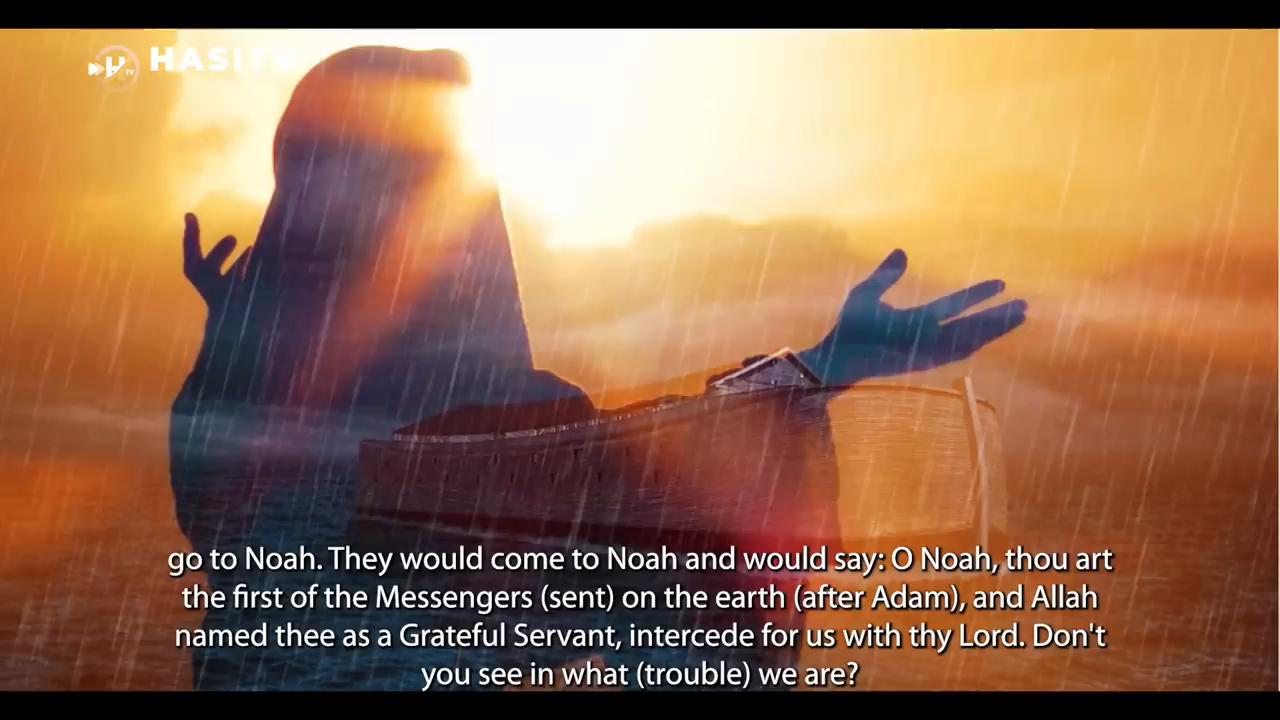 HASITV
go to Noah. They would come to Noah and would say: O Noah, thou art
the first of the Messengers (sent) on the earth (after Adam), and Allah
named thee as a Grateful Servant, intercede for us with thy Lord. Don't
you see in what (trouble) we are?